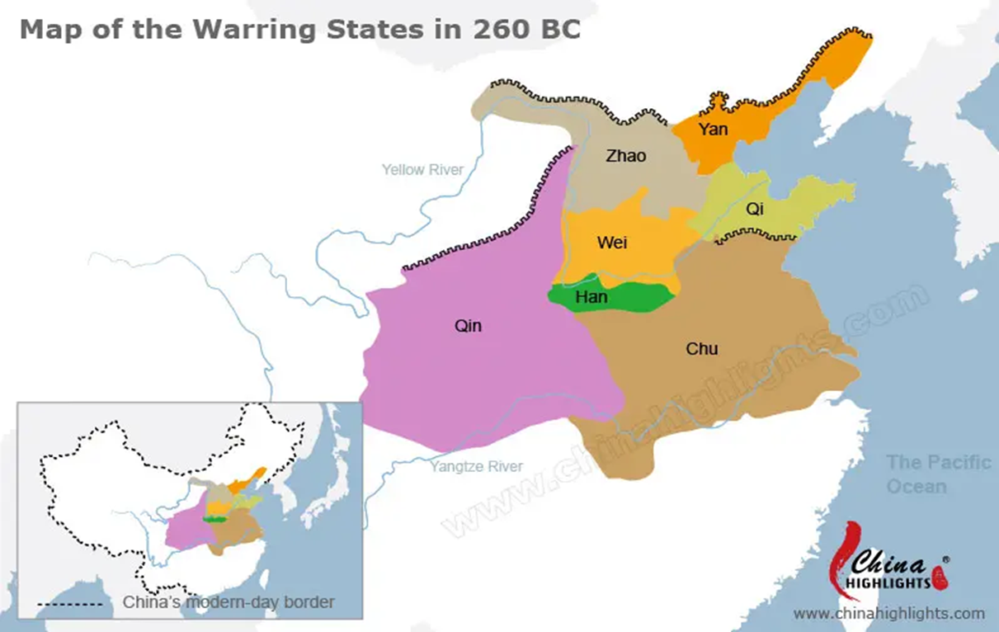 Map of the Warring States in 260 BC
Yan
Zhao
Yellow River
Qi
Wei
Han
Qin
Chu
www.chinahighlights.com
Yangtze River
The Pacific
Ocean
China's modern-day border
China ®
HIGHLIGHTS
www.chinahighlights.com